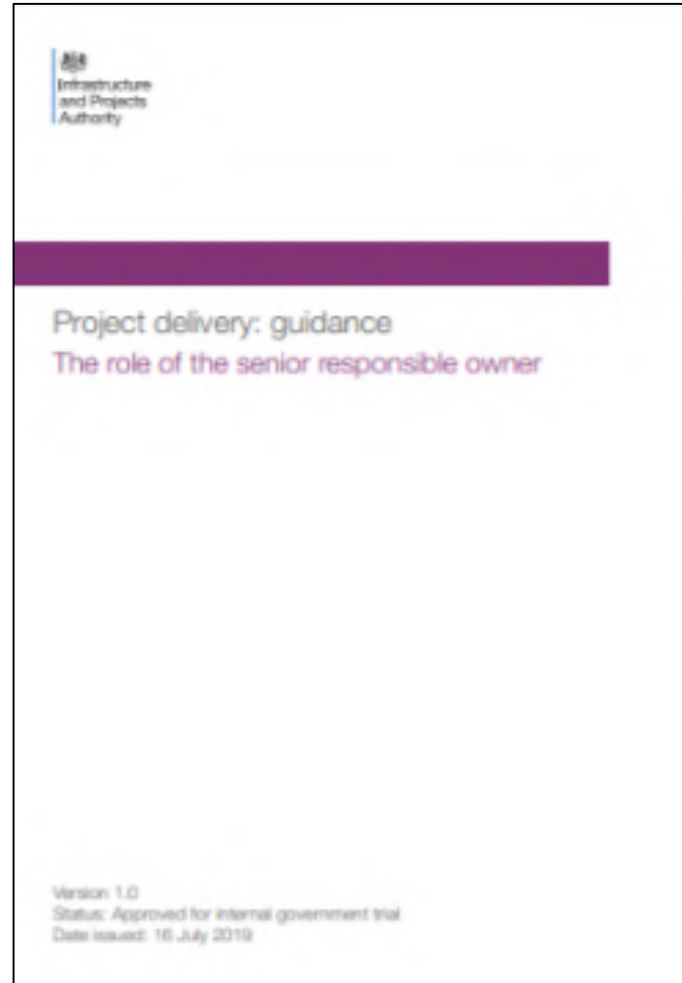 Infrastructure
and Projects
Authority
Project delivery: guidance
The role of the senior responsible owner
Version 1.0
Status: Approved for internal government trial
Date issued: 16 July 2019